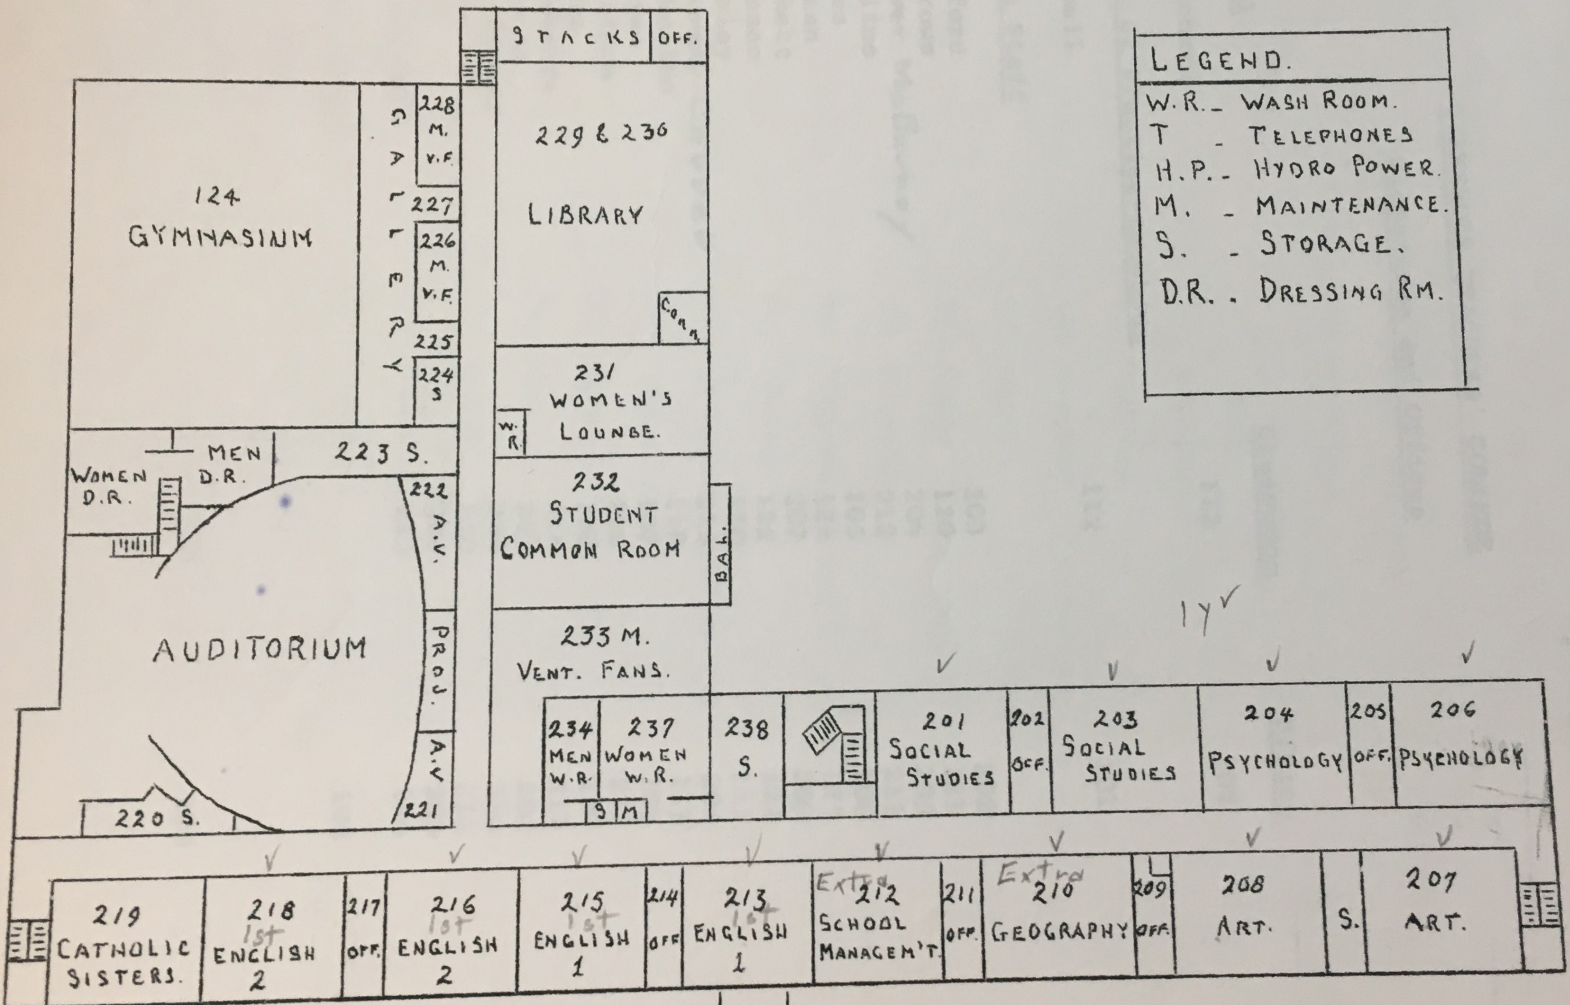 STACKS OFF.
LEGEND.
W.R. - WASH ROOM.
T - TELEPHONES
H.P. - HYDRO POWER.
M. - MAINTENANCE.
S. - STORAGE.
D.R. . DRESSING RM.
124
GYMNASIUM
GALLERY
228
M.
V.F.
227
226
M.
V.F.
225
224
S
229 & 230
LIBRARY
231
WOMEN'S
LOUNGE.
W.
R.
223 S.
MEN
D.R.
WOMEN
D.R.
222
A.V.
232
STUDENT
COMMON ROOM
BAL.
AUDITORIUM
PROJ.
A.V
221
220 S.
233 M.
VENT. FANS.
234
MEN
W.R.
237
WOMEN
W.R.
S M
238
S.
1 y ✓
✓ ✓ ✓ ✓
201
SOCIAL
STUDIES
202
OFF.
203
SOCIAL
STUDIES
204
PSYCHOLOGY
205
OFF.
206
PSYCHOLOGY
✓ ✓ ✓ ✓ ✓ ✓ ✓ ✓
219
CATHOLIC
SISTERS.
218
1st
ENGLISH
2
217
OFF.
216
1st
ENGLISH
2
215
1st
ENGLISH
1
214
OFF
213
1st
ENGLISH
1
Extra
212
SCHOOL
MANAGEM'T.
211
OFF.
Extra
210
GEOGRAPHY
209
OFF.
208
ART.
S.
207
ART.